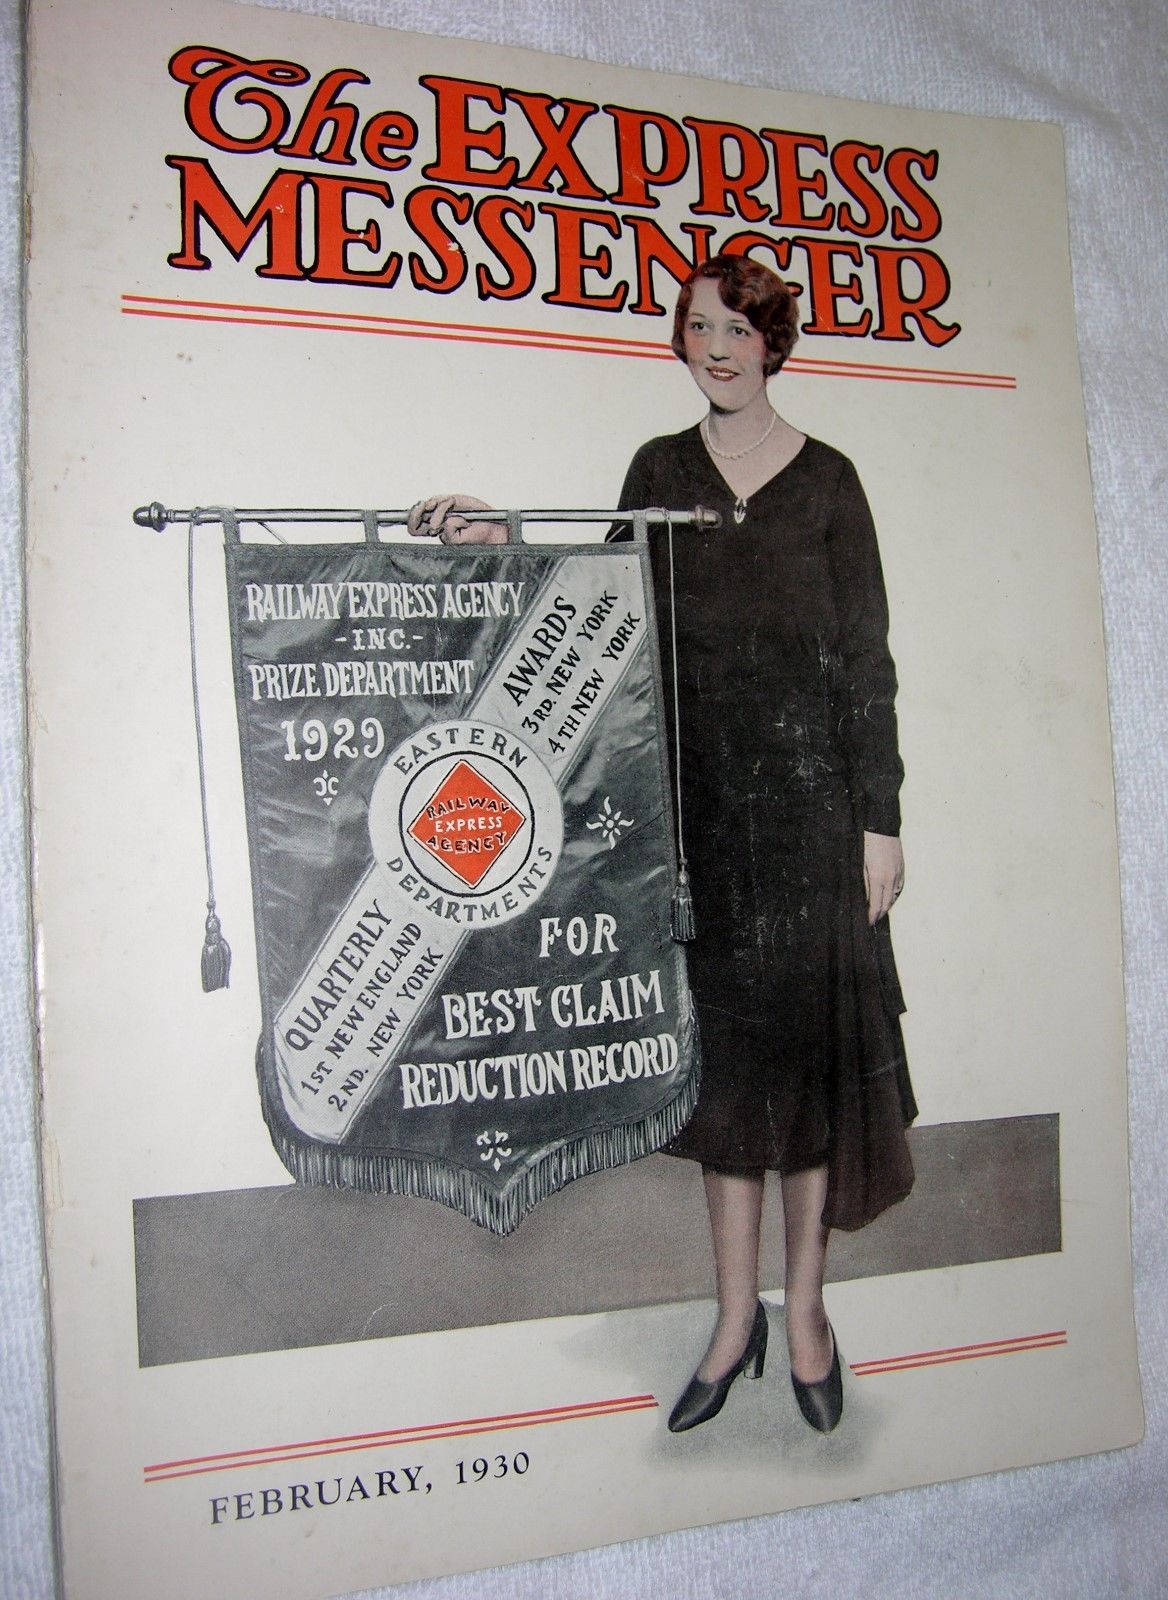 The EXPRESS
MESSENGER
RAILWAY EXPRESS AGENCY
-INC.-
PRIZE DEPARTMENT
1929
AWARDS
3RD. NEW YORK
4TH NEW YORK
EASTERN
RAILWAY
EXPRESS
AGENCY
DEPARTMENTS
QUARTERLY
1ST NEW ENGLAND
2ND. NEW YORK
FOR
BEST CLAIM
REDUCTION RECORD
FEBRUARY, 1930